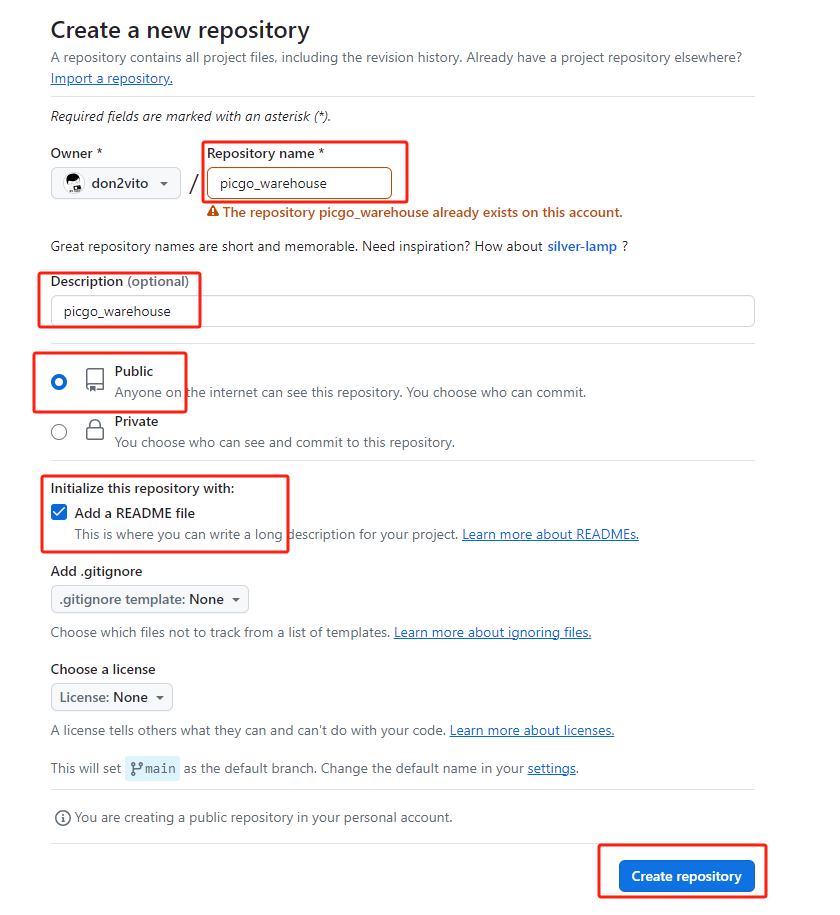 Create a new repository
A repository contains all project files, including the revision history. Already have a project repository elsewhere?
Import a repository.
Required fields are marked with an asterisk (*).
Owner *
Repository name *
don2vito
/
picgo_warehouse
The repository picgo_warehouse already exists on this account.
Great repository names are short and memorable. Need inspiration? How about silver-lamp ?
Description (optional)
picgo_warehouse
Public
Anyone on the internet can see this repository. You choose who can commit.
Private
You choose who can see and commit to this repository.
Initialize this repository with:
Add a README file
This is where you can write a long description for your project. Learn more about READMEs.
Add .gitignore
.gitignore template: None
Choose which files not to track from a list of templates. Learn more about ignoring files.
Choose a license
License: None
A license tells others what they can and can't do with your code. Learn more about licenses.
This will set main as the default branch. Change the default name in your settings.
You are creating a public repository in your personal account.
Create repository